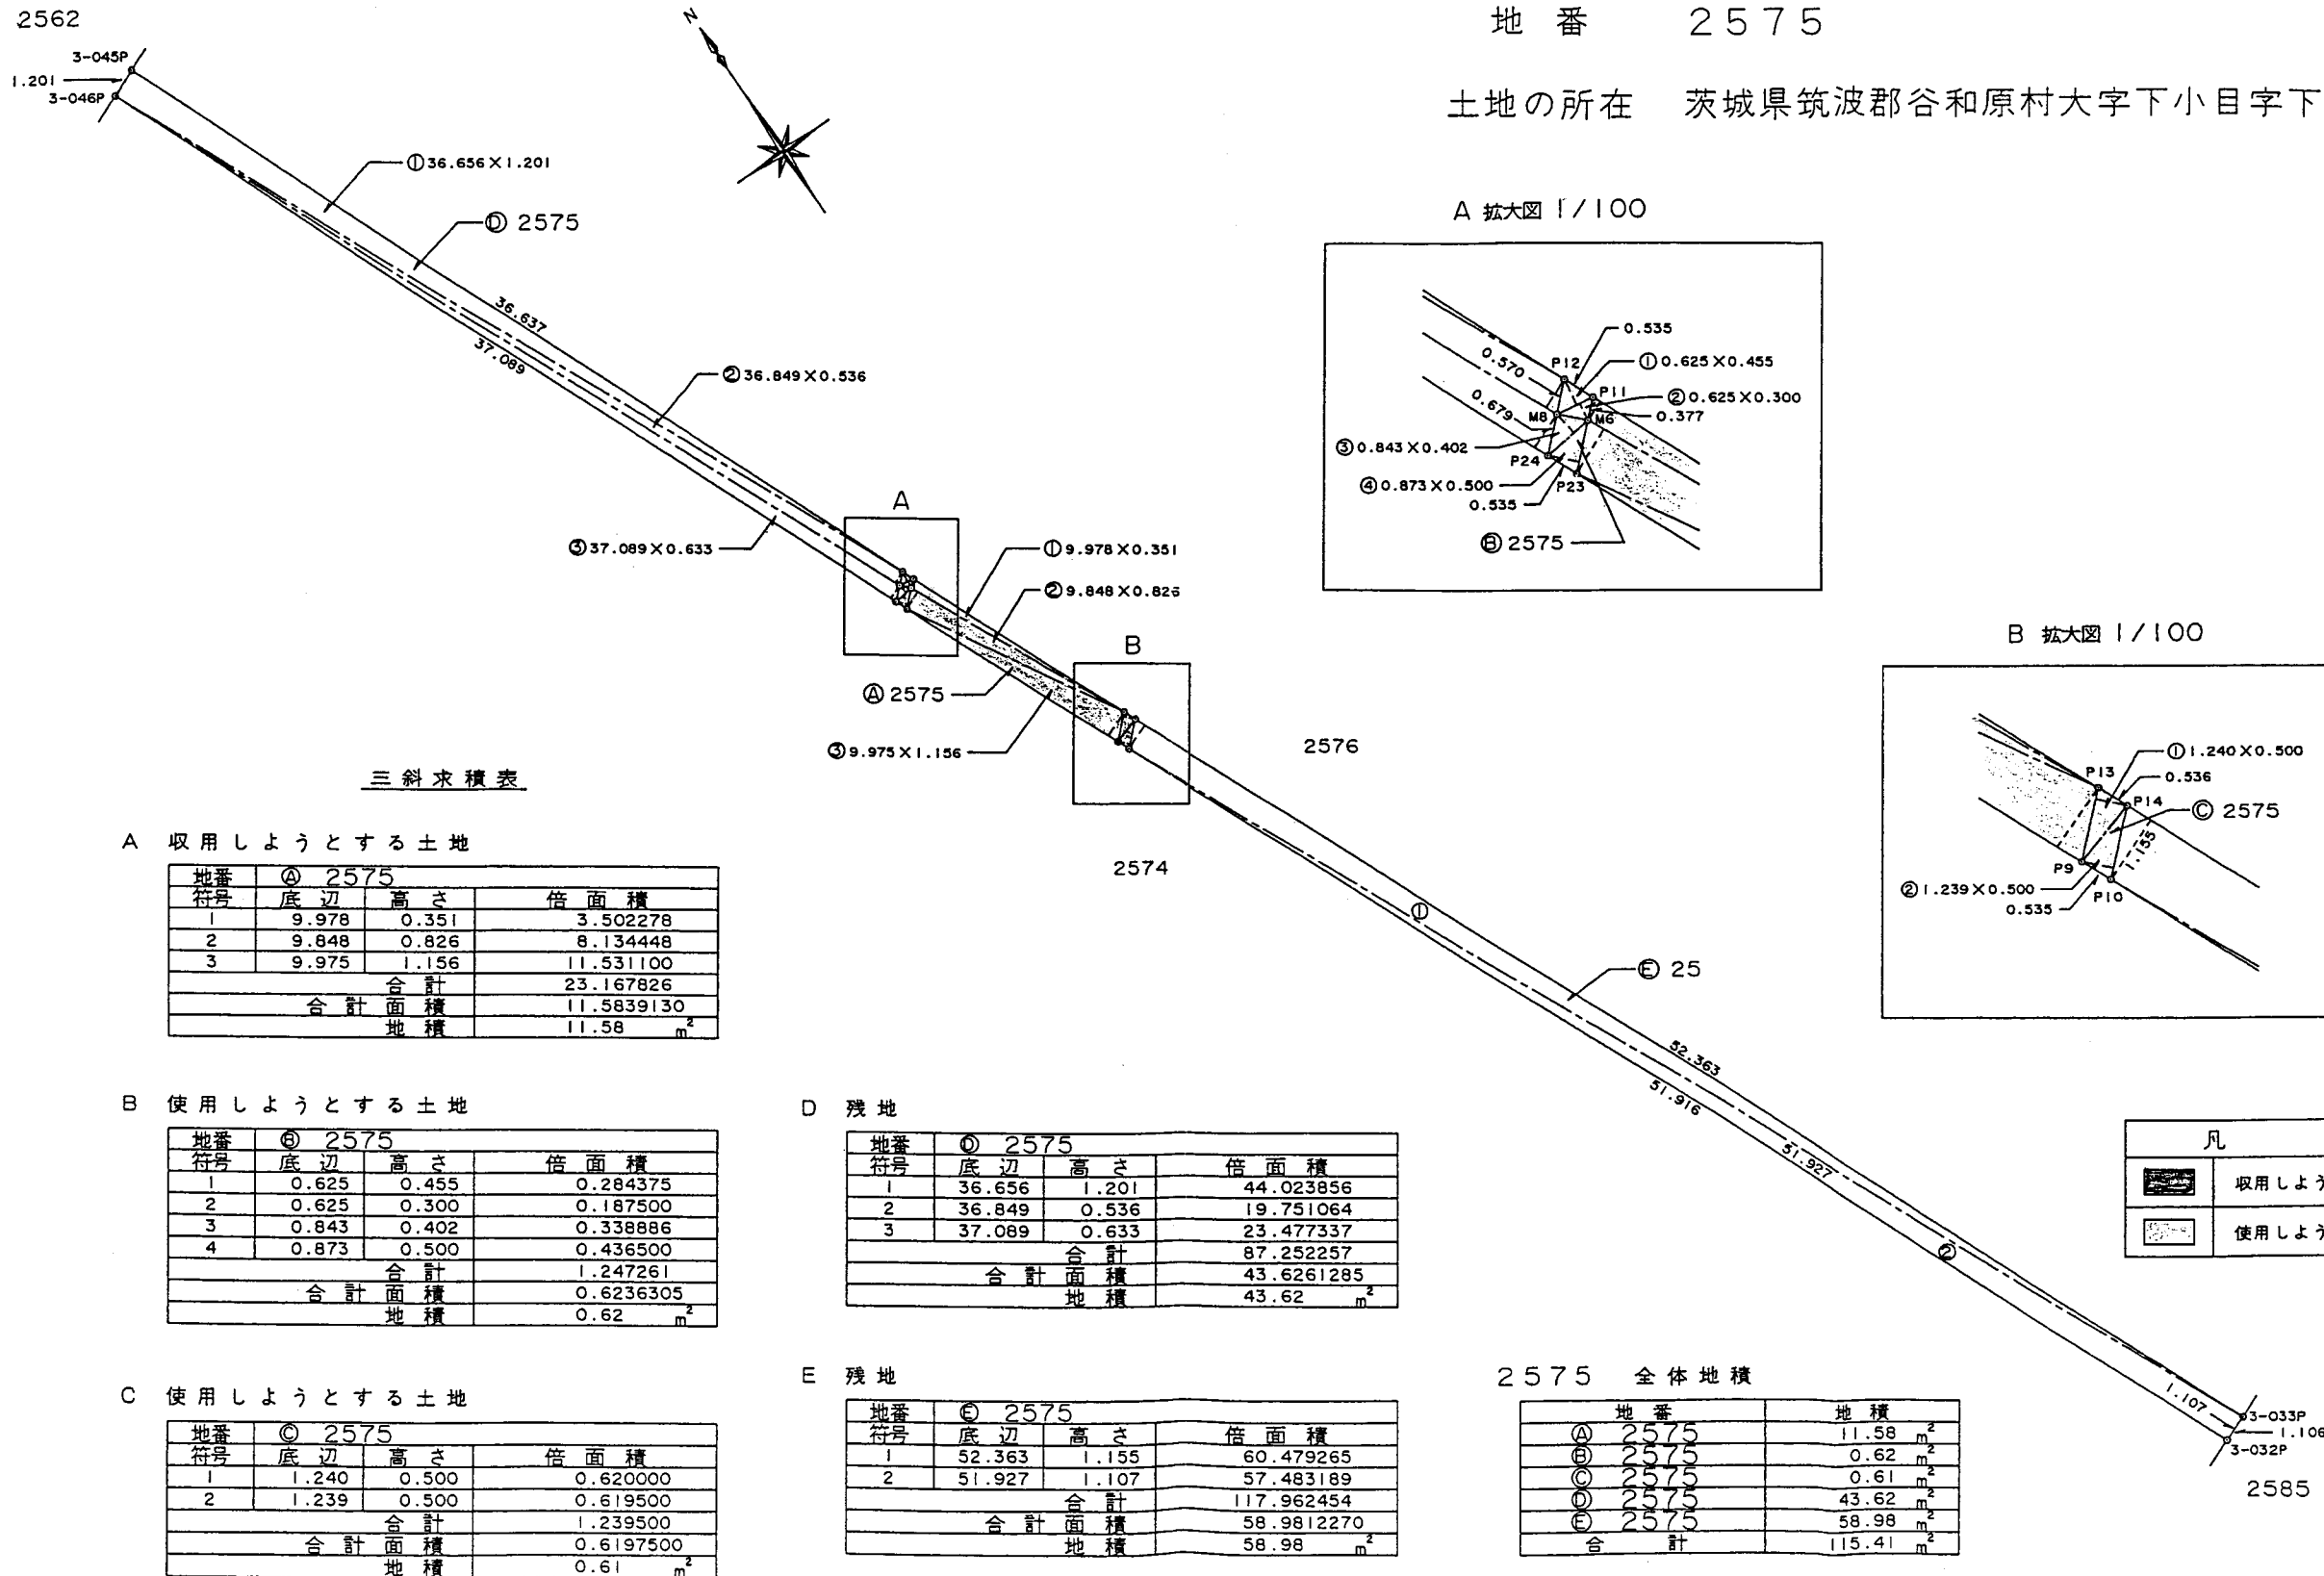 2562
地番 2575
土地の所在 茨城県筑波郡谷和原村大字下小目字下
N
3-045P
1.201
3-046P
①36.656×1.201
Ⓓ 2575
36.637
37.089
②36.849×0.536
③37.089×0.633
A
①9.978×0.351
②9.848×0.826
B
Ⓐ 2575
③9.975×1.156
2576
2574
①
Ⓔ 25
52.363
51.916
51.927
②
1.107
3-033P
1.106
3-032P
2585
A 拡大図 1/100
0.535
0.570
P12
①0.625×0.455
P11
②0.625×0.300
0.679
M8
M6
0.377
③0.843×0.402
P24
④0.873×0.500
P23
0.535
Ⓑ 2575
B 拡大図 1/100
①1.240×0.500
P13
0.536
P14
Ⓒ 2575
1.155
P9
②1.239×0.500
P10
0.535
三斜求積表
A 収用しようとする土地
地番 Ⓐ 2575
符号 底辺 高さ 倍面積
1 9.978 0.351 3.502278
2 9.848 0.826 8.134448
3 9.975 1.156 11.531100
合計 23.167826
合計面積 11.5839130
地積 11.58 m²
B 使用しようとする土地
地番 Ⓑ 2575
符号 底辺 高さ 倍面積
1 0.625 0.455 0.284375
2 0.625 0.300 0.187500
3 0.843 0.402 0.338886
4 0.873 0.500 0.436500
合計 1.247261
合計面積 0.6236305
地積 0.62 m²
C 使用しようとする土地
地番 Ⓒ 2575
符号 底辺 高さ 倍面積
1 1.240 0.500 0.620000
2 1.239 0.500 0.619500
合計 1.239500
合計面積 0.6197500
地積 0.61 m²
D 残地
地番 Ⓓ 2575
符号 底辺 高さ 倍面積
1 36.656 1.201 44.023856
2 36.849 0.536 19.751064
3 37.089 0.633 23.477337
合計 87.252257
合計面積 43.6261285
地積 43.62 m²
E 残地
地番 Ⓔ 2575
符号 底辺 高さ 倍面積
1 52.363 1.155 60.479265
2 51.927 1.107 57.483189
合計 117.962454
合計面積 58.9812270
地積 58.98 m²
2575 全体地積
地番 地積
Ⓐ 2575 11.58 m²
Ⓑ 2575 0.62 m²
Ⓒ 2575 0.61 m²
Ⓓ 2575 43.62 m²
Ⓔ 2575 58.98 m²
合計 115.41 m²
凡
収用しよう
使用しよう